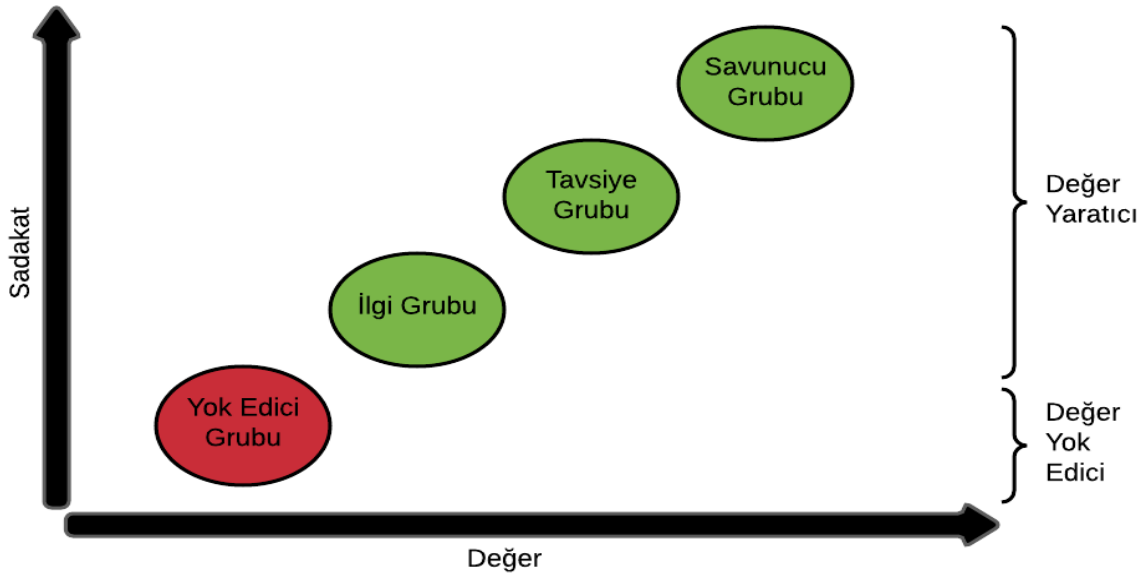 Savunucu
Grubu
Tavsiye
Grubu
Değer
Yaratıcı
Sadakat
İlgi Grubu
Yok Edici
Grubu
Değer
Yok
Edici
Değer